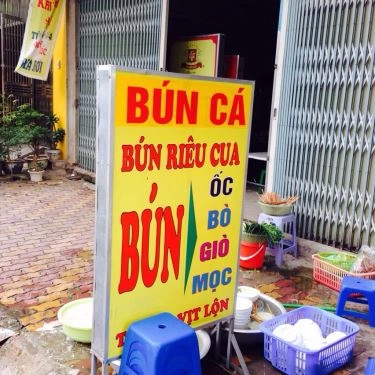 BÚN CÁ
BÚN RIÊU CUA
BÚN
ỐC
BÒ
GIÒ
MỌC
VỊT LỘN